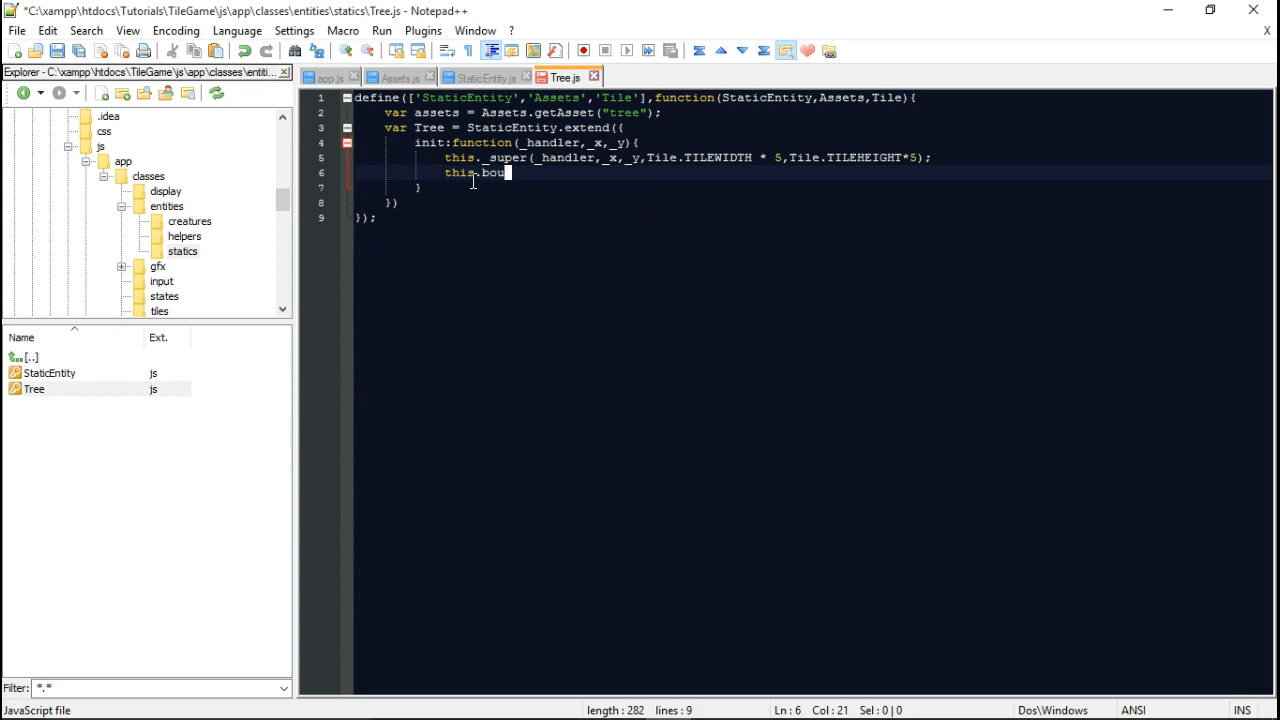 *C:\xampp\htdocs\Tutorials\TileGame\js\app\classes\entities\statics\Tree.js - Notepad++
File Edit Search View Encoding Language Settings Macro Run Plugins Window ? X
Explorer - C:\xampp\htdocs\TileGame\js\app\classes\entiti...
app.js Assets.js StaticEntity.js Tree.js
.idea
css
js
app
classes
display
entities
creatures
helpers
statics
gfx
input
states
tiles
Name Ext.
[..]
StaticEntity js
Tree js
Filter: *.*
1 define(['StaticEntity','Assets','Tile'],function(StaticEntity,Assets,Tile){
2 var assets = Assets.getAsset("tree");
3 var Tree = StaticEntity.extend({
4 init:function(_handler,_x,_y){
5 this._super(_handler,_x,_y,Tile.TILEWIDTH * 5,Tile.TILEHEIGHT*5);
6 this.bou
7 }
8 })
9 });
JavaScript file length : 282 lines : 9 Ln : 6 Col : 21 Sel : 0 | 0 Dos\Windows ANSI INS